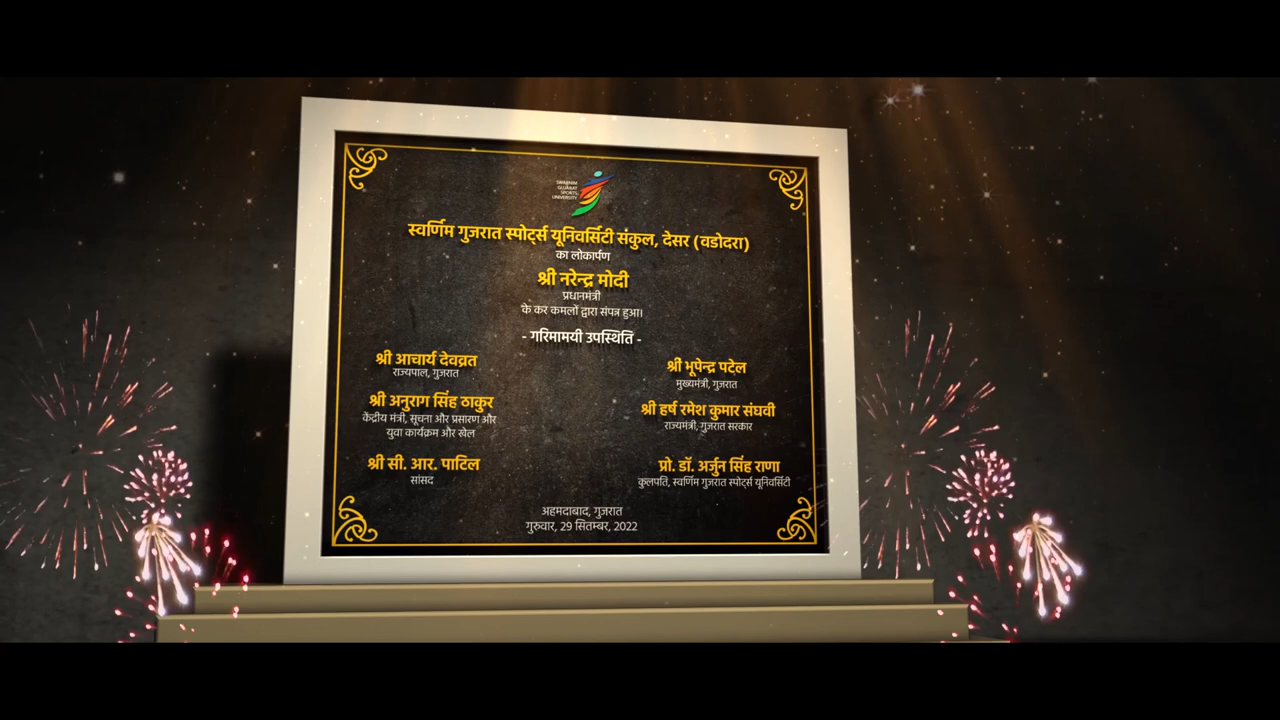 SWARNIM
GUJARAT
SPORTS
UNIVERSITY
स्वर्णिम गुजरात स्पोर्ट्स यूनिवर्सिटी संकुल, देसर (वडोदरा)
का लोकार्पण
श्री नरेन्द्र मोदी
प्रधानमंत्री
के कर कमलों द्वारा संपन्न हुआ।
- गरिमामयी उपस्थिति -
श्री आचार्य देवव्रत
राज्यपाल, गुजरात
श्री भूपेन्द्र पटेल
मुख्यमंत्री, गुजरात
श्री अनुराग सिंह ठाकुर
केंद्रीय मंत्री, सूचना और प्रसारण और
युवा कार्यक्रम और खेल
श्री हर्ष रमेश कुमार संघवी
राज्यमंत्री, गुजरात सरकार
श्री सी. आर. पाटिल
सांसद
प्रो. डॉ. अर्जुन सिंह राणा
कुलपति, स्वर्णिम गुजरात स्पोर्ट्स यूनिवर्सिटी
अहमदाबाद, गुजरात
गुरुवार, 29 सितम्बर, 2022